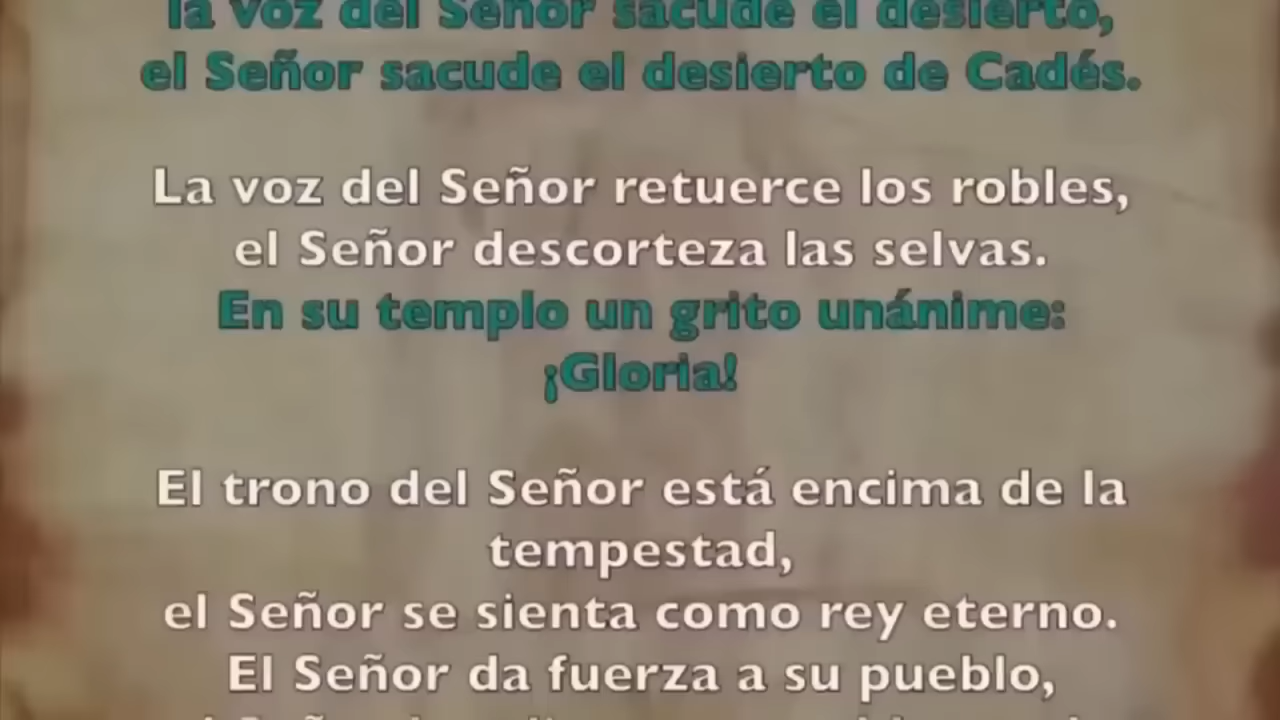 la voz del Señor sacude el desierto,
el Señor sacude el desierto de Cadés.
La voz del Señor retuerce los robles,
el Señor descorteza las selvas.
En su templo un grito unánime:
¡Gloria!
El trono del Señor está encima de la
tempestad,
el Señor se sienta como rey eterno.
El Señor da fuerza a su pueblo,